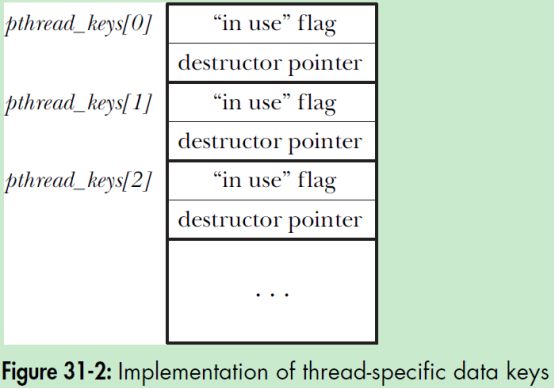 pthread_keys[0] “in use” flag
destructor pointer
pthread_keys[1] “in use” flag
destructor pointer
pthread_keys[2] “in use” flag
destructor pointer
. . .
Figure 31-2: Implementation of thread-specific data keys